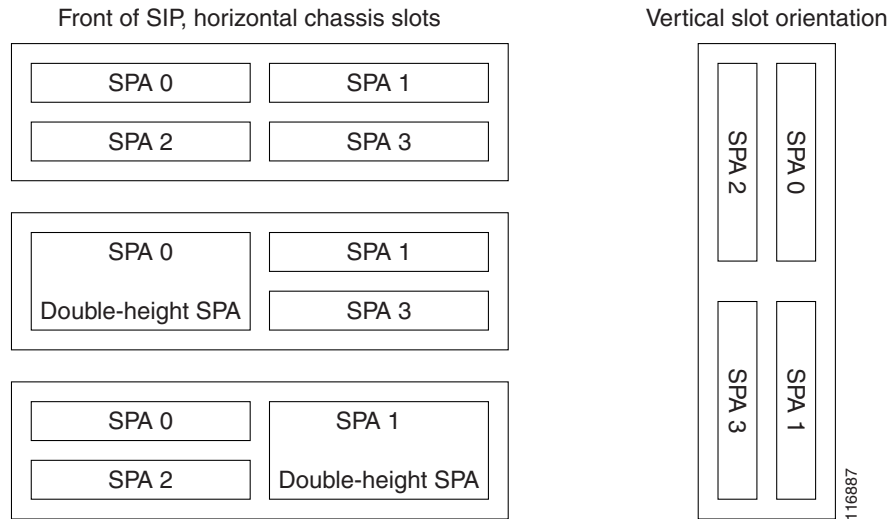 Front of SIP, horizontal chassis slots
SPA 0
SPA 1
SPA 2
SPA 3
SPA 0
Double-height SPA
SPA 1
SPA 3
SPA 0
SPA 2
SPA 1
Double-height SPA
Vertical slot orientation
SPA 2
SPA 0
SPA 3
SPA 1
116887